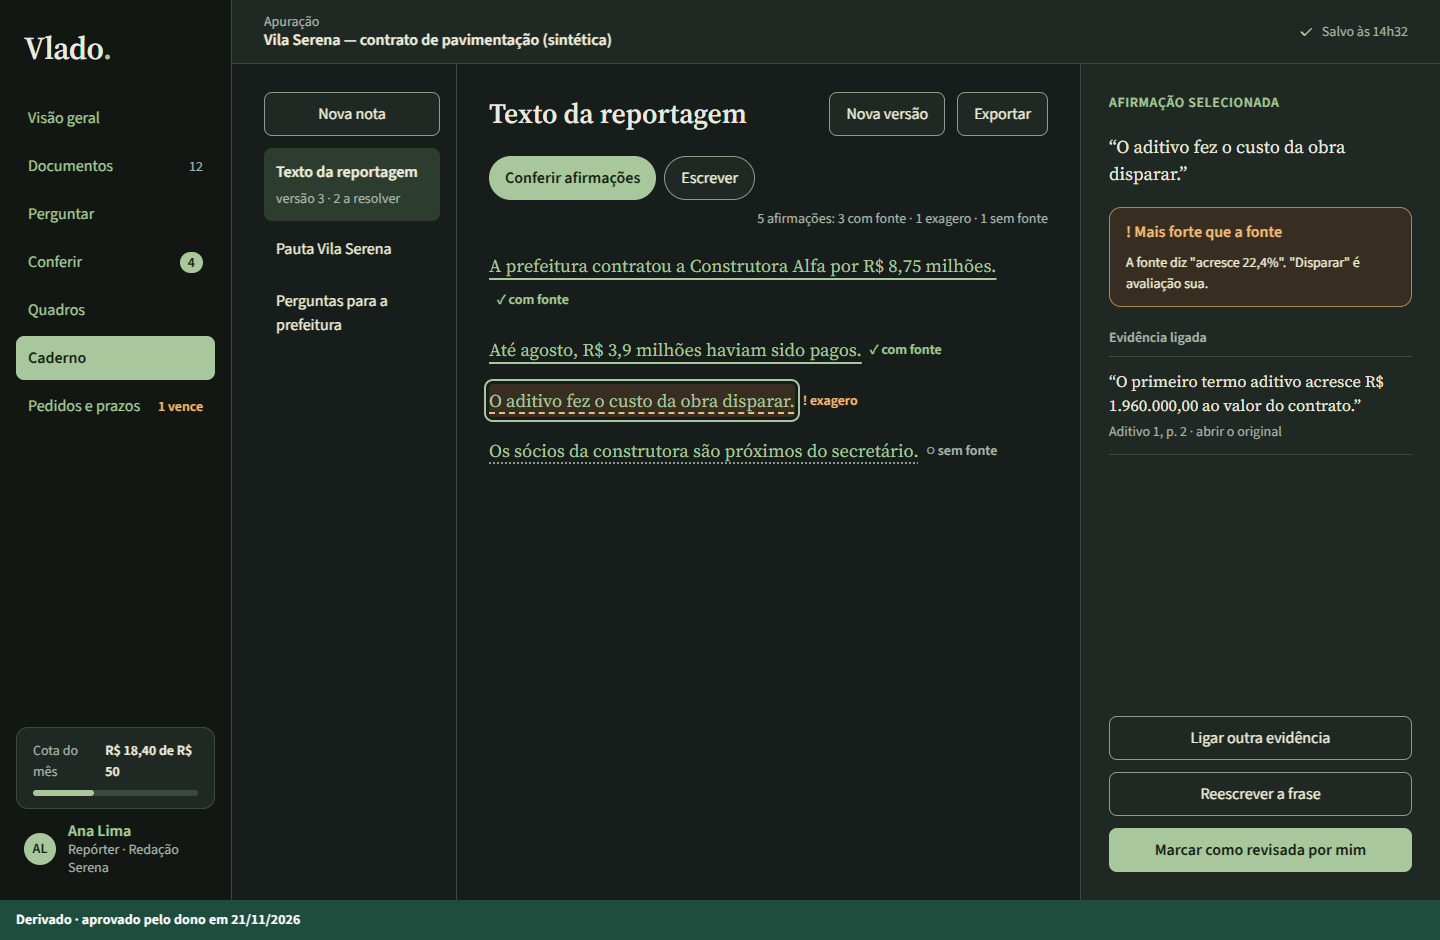 Vlado.
Visão geral
Documentos 12
Perguntar
Conferir 4
Quadros
Caderno
Pedidos e prazos 1 vence
Cota do mês R$ 18,40 de R$ 50
AL
Ana Lima
Repórter · Redação
Serena
Apuração
Vila Serena — contrato de pavimentação (sintética)
✓ Salvo às 14h32
Nova nota
Texto da reportagem
versão 3 · 2 a resolver
Pauta Vila Serena
Perguntas para a
prefeitura
Texto da reportagem
Nova versão
Exportar
Conferir afirmações
Escrever
5 afirmações: 3 com fonte · 1 exagero · 1 sem fonte
A prefeitura contratou a Construtora Alfa por R$ 8,75 milhões.
✓ com fonte
Até agosto, R$ 3,9 milhões haviam sido pagos. ✓ com fonte
O aditivo fez o custo da obra disparar. ! exagero
Os sócios da construtora são próximos do secretário. ○ sem fonte
AFIRMAÇÃO SELECIONADA
“O aditivo fez o custo da obra
disparar.”
! Mais forte que a fonte
A fonte diz "acresce 22,4%". "Disparar" é
avaliação sua.
Evidência ligada
“O primeiro termo aditivo acresce R$
1.960.000,00 ao valor do contrato.”
Aditivo 1, p. 2 · abrir o original
Ligar outra evidência
Reescrever a frase
Marcar como revisada por mim
Derivado · aprovado pelo dono em 21/11/2026